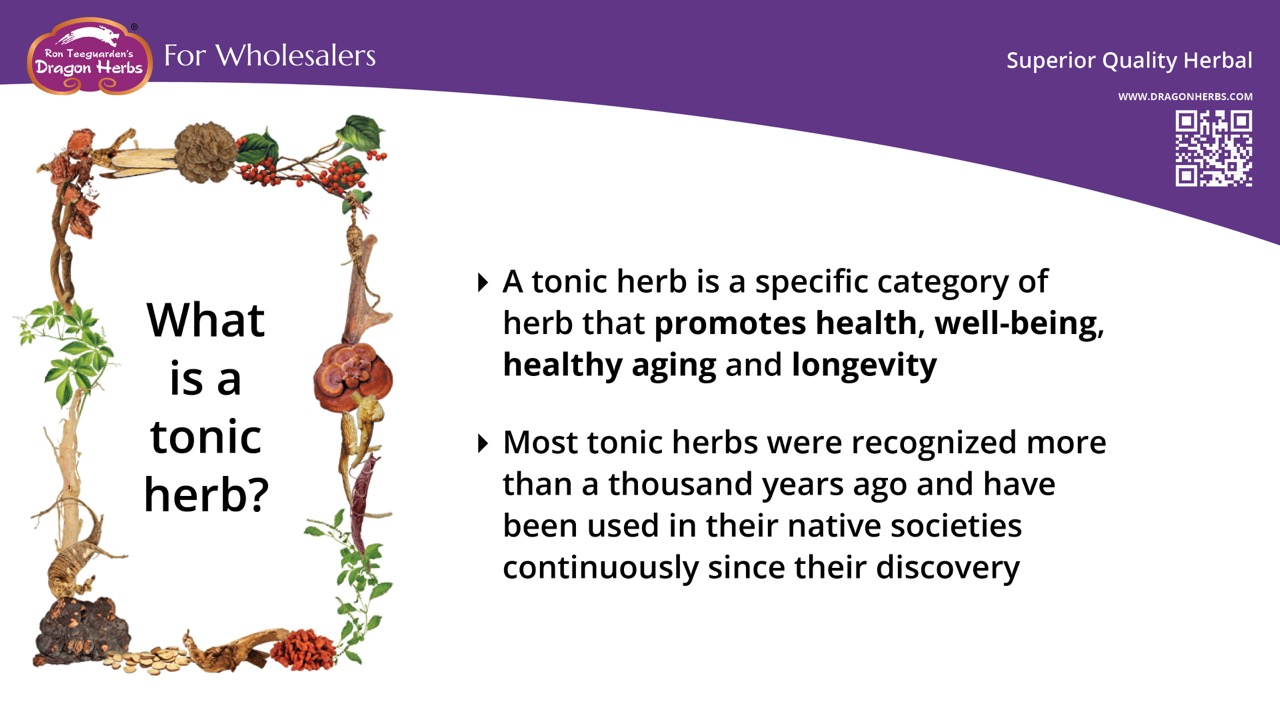 Ron Teeguarden's
Dragon Herbs
®
For Wholesalers
Superior Quality Herbal
WWW.DRAGONHERBS.COM
What
is a
tonic
herb?
A tonic herb is a specific category of
herb that promotes health, well-being,
healthy aging and longevity
Most tonic herbs were recognized more
than a thousand years ago and have
been used in their native societies
continuously since their discovery